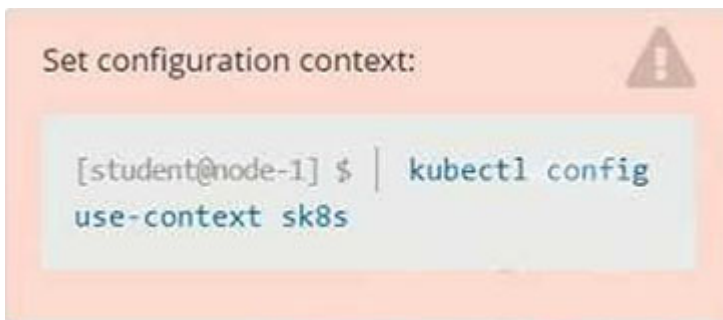 Set configuration context:
[student@node-1] $ | kubectl config
use-context sk8s